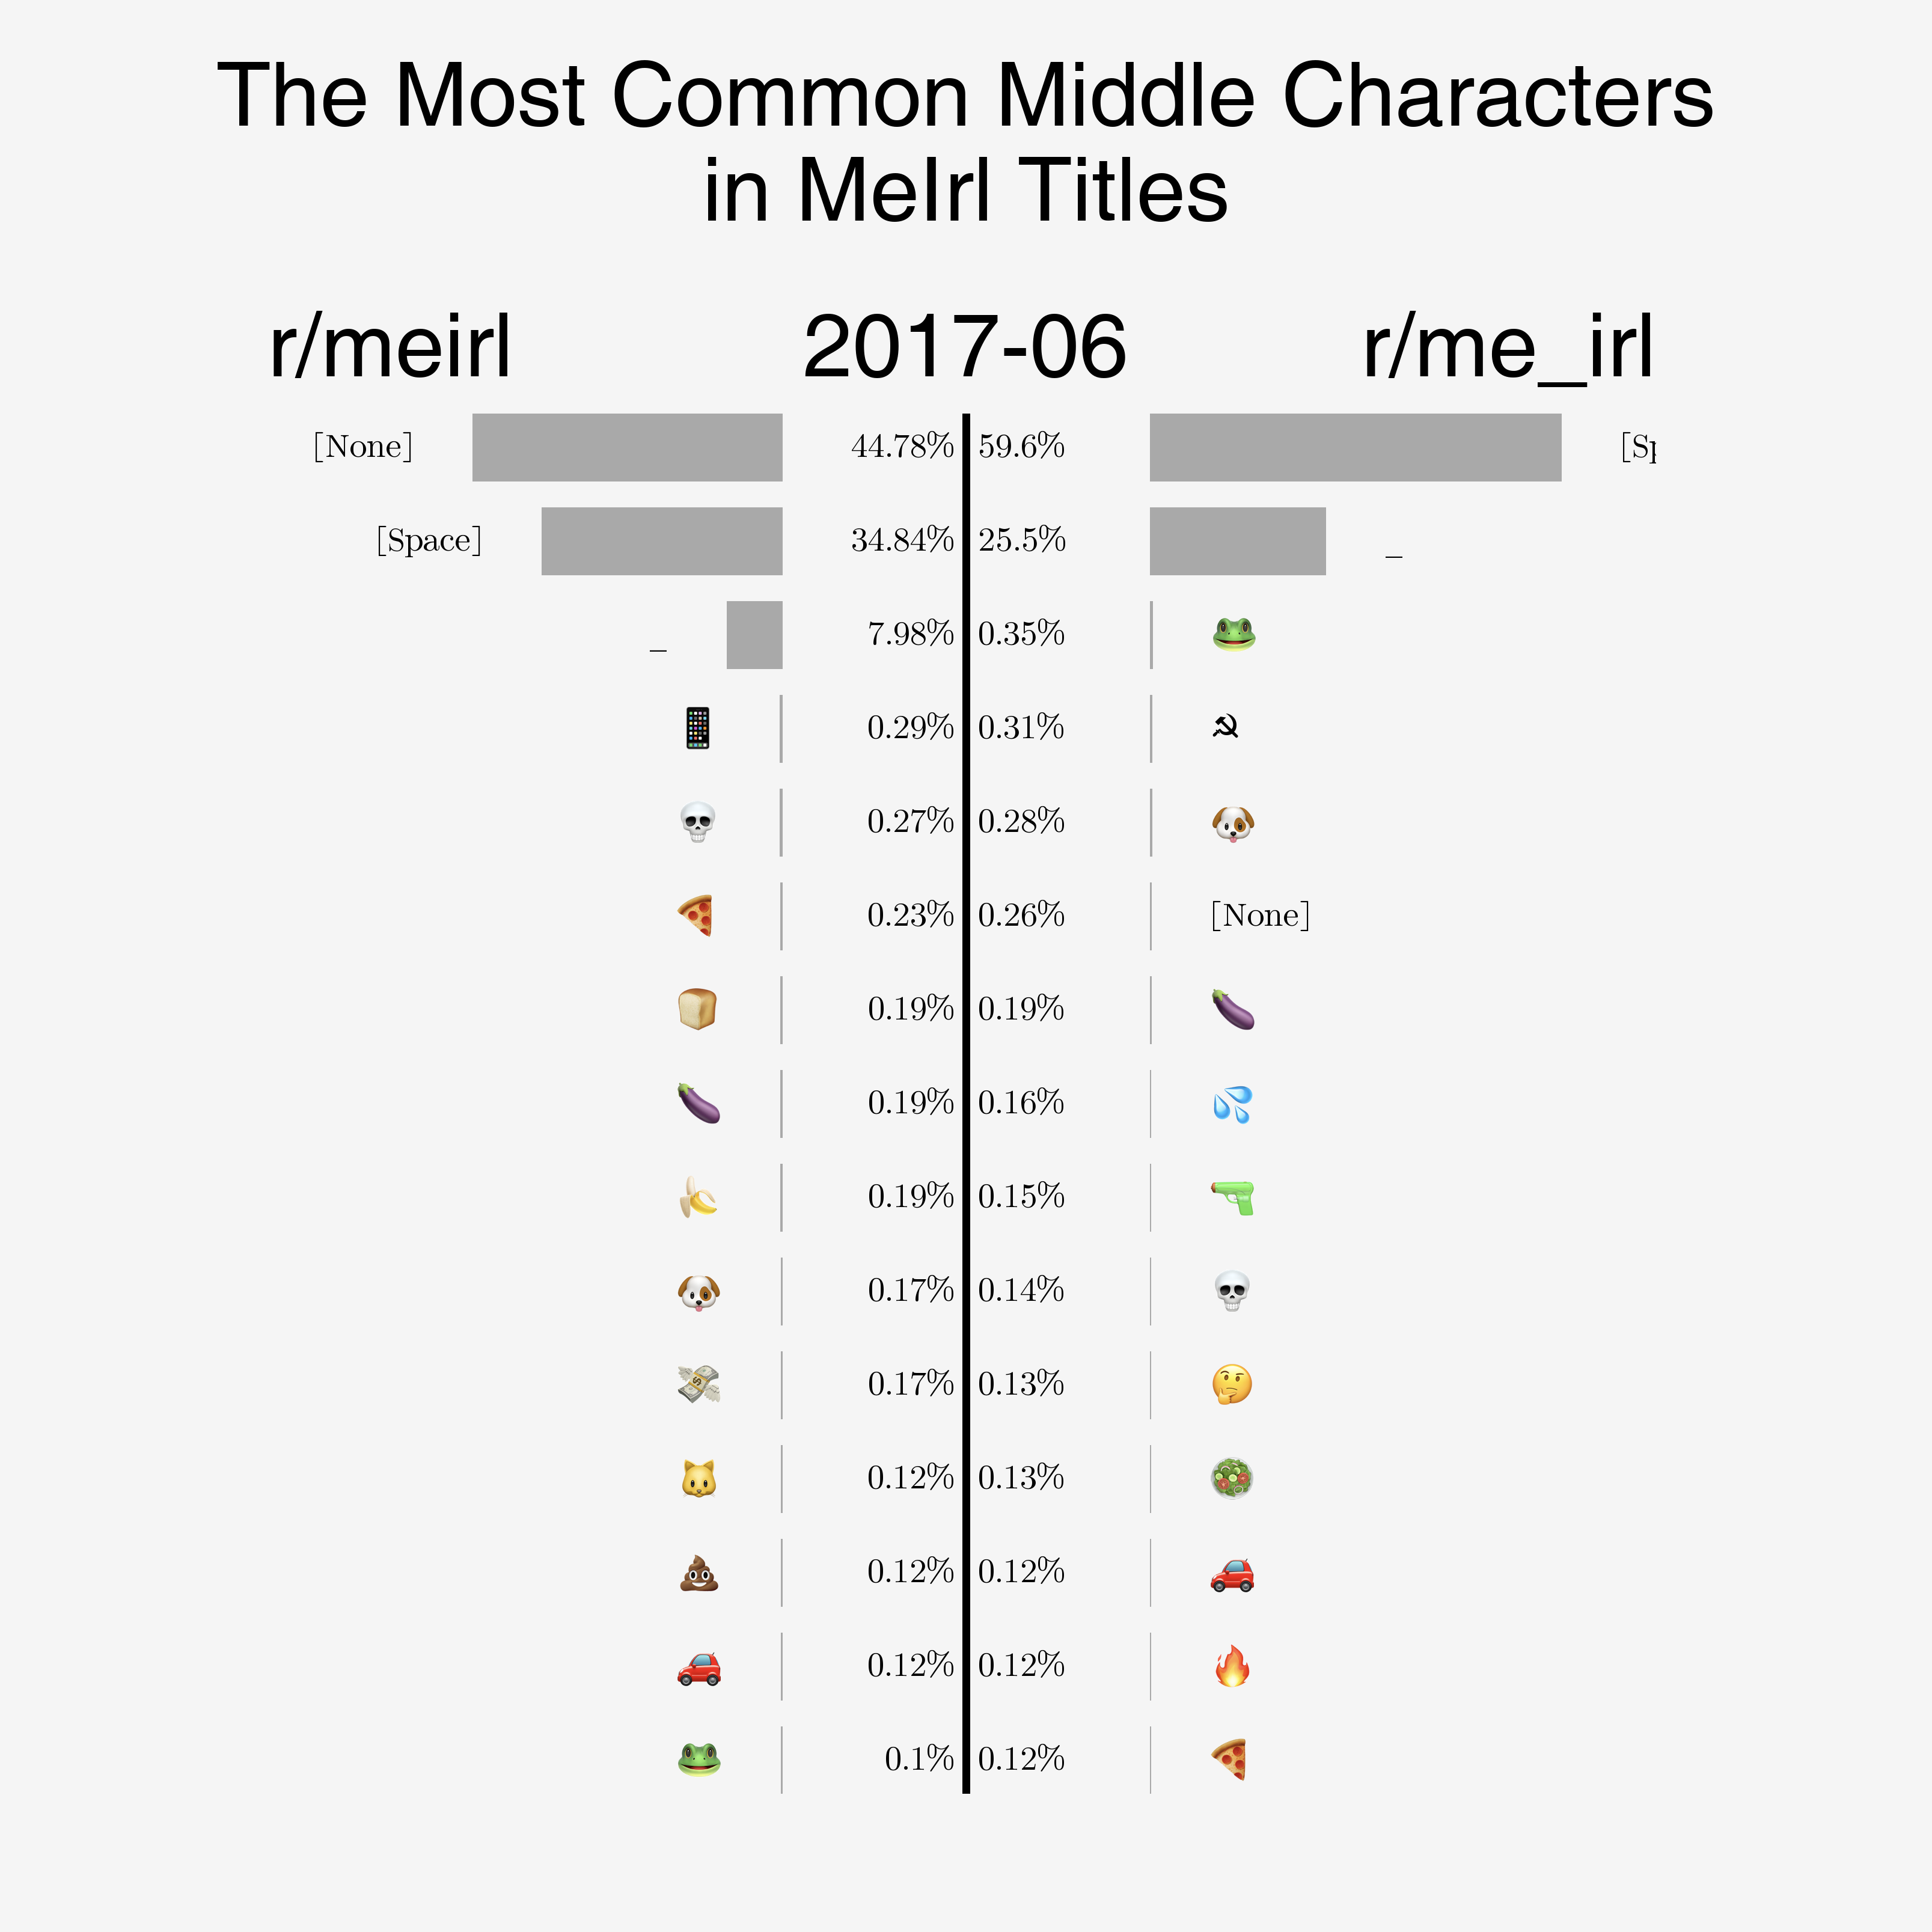 The Most Common Middle Characters
in MeIrl Titles
r/meirl 2017-06 r/me_irl
[None] 44.78% 59.6% [Sp
[Space] 34.84% 25.5% _
_ 7.98% 0.35% 🐸
📱 0.29% 0.31% ☭
💀 0.27% 0.28% 🐶
🍕 0.23% 0.26% [None]
🍞 0.19% 0.19% 🍆
🍆 0.19% 0.16% 💦
🍌 0.19% 0.15% 🔫
🐶 0.17% 0.14% 💀
💸 0.17% 0.13% 🤔
🐱 0.12% 0.13% 🥗
💩 0.12% 0.12% 🚗
🚗 0.12% 0.12% 🔥
🐸 0.1% 0.12% 🍕